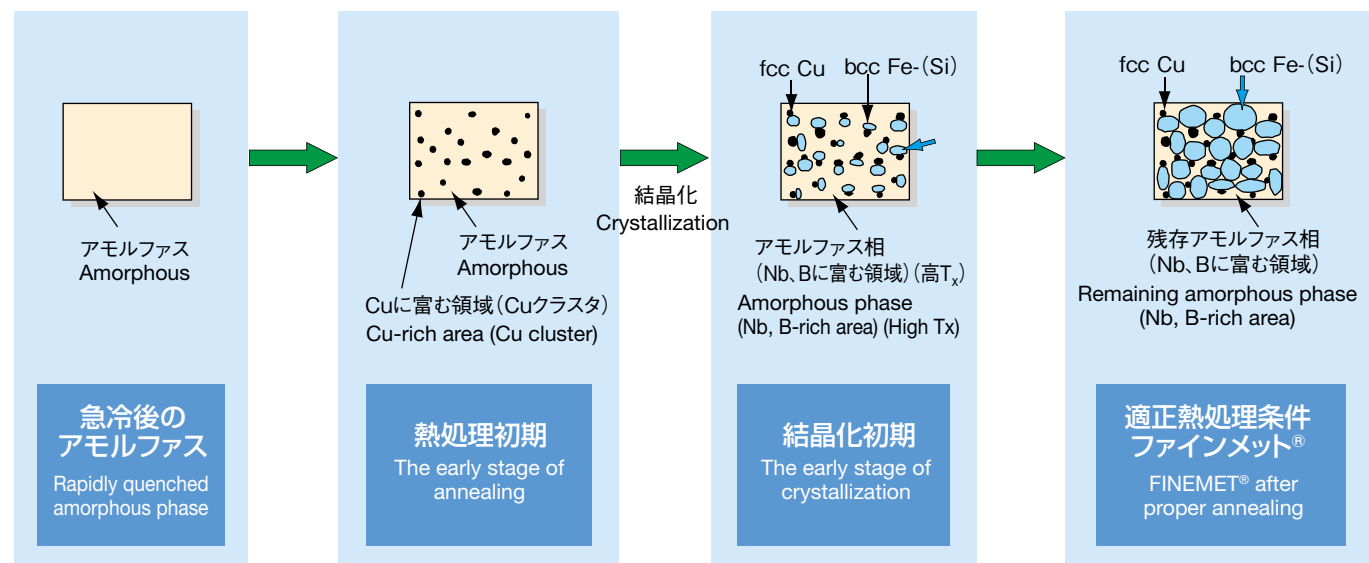 アモルファス
Amorphous
急冷後の
アモルファス
Rapidly quenched
amorphous phase
アモルファス
Amorphous
Cuに富む領域（Cuクラスタ）
Cu-rich area (Cu cluster)
熱処理初期
The early stage of
annealing
結晶化
Crystallization
fcc Cu
bcc Fe-（Si）
アモルファス相
（Nb、Bに富む領域）（高Tx）
Amorphous phase
(Nb, B-rich area) (High Tx)
結晶化初期
The early stage of
crystallization
fcc Cu
bcc Fe-（Si）
残存アモルファス相
（Nb、Bに富む領域）
Remaining amorphous phase
(Nb, B-rich area)
適正熱処理条件
ファインメット®
FINEMET® after
proper annealing